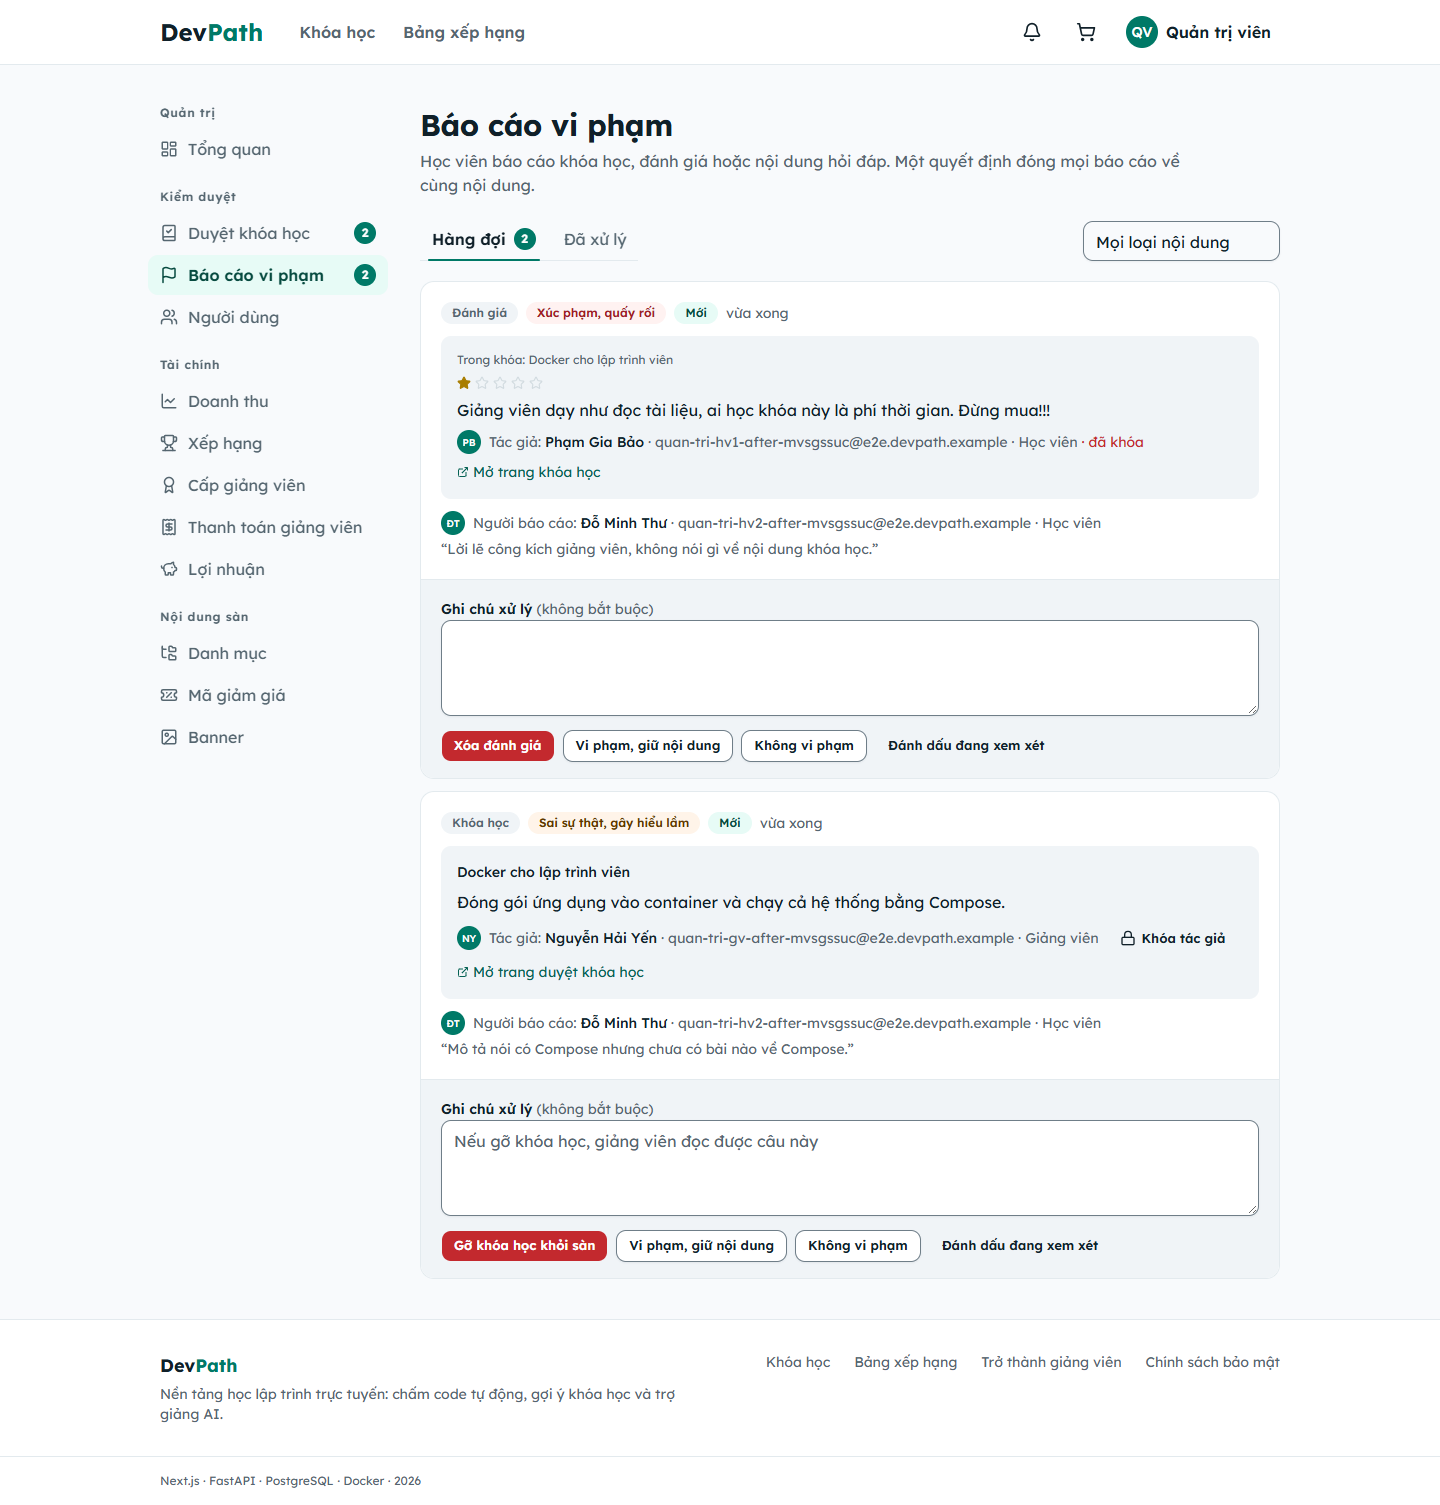 DevPath
Khóa học
Bảng xếp hạng
QV
Quản trị viên
Quản trị
Tổng quan
Kiểm duyệt
Duyệt khóa học
2
Báo cáo vi phạm
2
Người dùng
Tài chính
Doanh thu
Xếp hạng
Cấp giảng viên
Thanh toán giảng viên
Lợi nhuận
Nội dung sàn
Danh mục
Mã giảm giá
Banner
Báo cáo vi phạm
Học viên báo cáo khóa học, đánh giá hoặc nội dung hỏi đáp. Một quyết định đóng mọi báo cáo về
cùng nội dung.
Hàng đợi 2
Đã xử lý
Mọi loại nội dung
Đánh giá
Xúc phạm, quấy rối
Mới
vừa xong
Trong khóa: Docker cho lập trình viên
Giảng viên dạy như đọc tài liệu, ai học khóa này là phí thời gian. Đừng mua!!!
PB Tác giả: Phạm Gia Bảo · quan-tri-hv1-after-mvsgssuc@e2e.devpath.example · Học viên · đã khóa
Mở trang khóa học
ĐT Người báo cáo: Đỗ Minh Thư · quan-tri-hv2-after-mvsgssuc@e2e.devpath.example · Học viên
“Lời lẽ công kích giảng viên, không nói gì về nội dung khóa học.”
Ghi chú xử lý (không bắt buộc)
Xóa đánh giá
Vi phạm, giữ nội dung
Không vi phạm
Đánh dấu đang xem xét
Khóa học
Sai sự thật, gây hiểu lầm
Mới
vừa xong
Docker cho lập trình viên
Đóng gói ứng dụng vào container và chạy cả hệ thống bằng Compose.
NY Tác giả: Nguyễn Hải Yến · quan-tri-gv-after-mvsgssuc@e2e.devpath.example · Giảng viên
Khóa tác giả
Mở trang duyệt khóa học
ĐT Người báo cáo: Đỗ Minh Thư · quan-tri-hv2-after-mvsgssuc@e2e.devpath.example · Học viên
“Mô tả nói có Compose nhưng chưa có bài nào về Compose.”
Ghi chú xử lý (không bắt buộc)
Nếu gỡ khóa học, giảng viên đọc được câu này
Gỡ khóa học khỏi sàn
Vi phạm, giữ nội dung
Không vi phạm
Đánh dấu đang xem xét
DevPath
Nền tảng học lập trình trực tuyến: chấm code tự động, gợi ý khóa học và trợ
giảng AI.
Khóa học
Bảng xếp hạng
Trở thành giảng viên
Chính sách bảo mật
Next.js · FastAPI · PostgreSQL · Docker · 2026